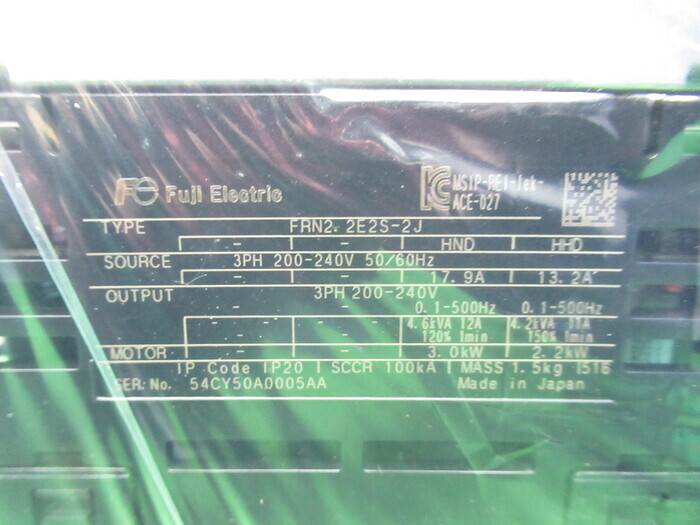 Fe Fuji Electric
MSIP-REI-lek-
ACE-027
TYPE FRN2.2E2S-2J
- - HND HHD
SOURCE 3PH 200-240V 50/60Hz
- - 17.9A 13.2A
OUTPUT 3PH 200-240V
- - 0.1-500Hz 0.1-500Hz
- - 4.6kVA 12A 4.2kVA 11A
120% 1min 150% 1min
MOTOR - - 3.0kW 2.2kW
IP Code IP20 | SCCR 100kA | MASS 1.5kg I516
SER.No. 54CY50A0005AA Made in Japan